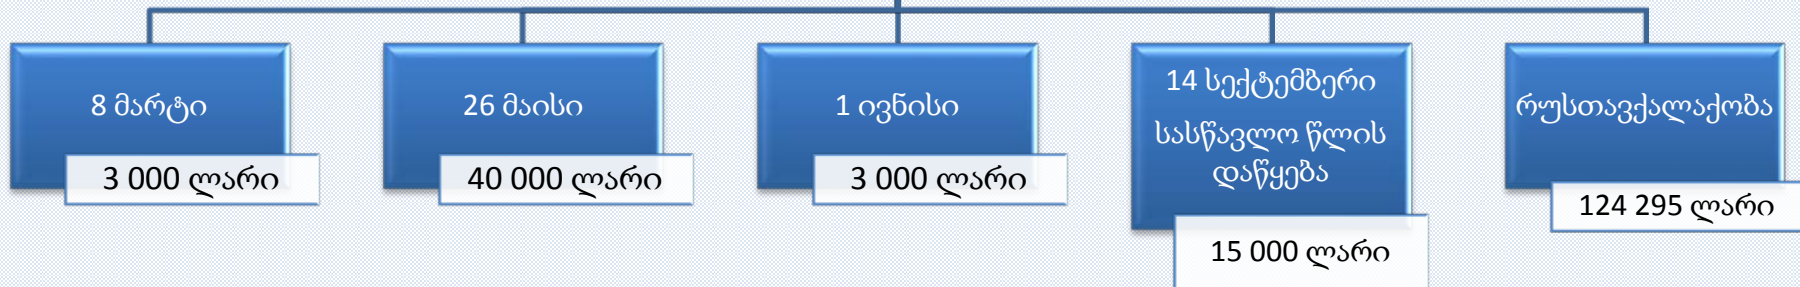 8 მარტი
3 000 ლარი
26 მაისი
40 000 ლარი
1 ივნისი
3 000 ლარი
14 სექტემბერი
სასწავლო წლის
დაწყება
15 000 ლარი
რუსთავქალაქობა
124 295 ლარი